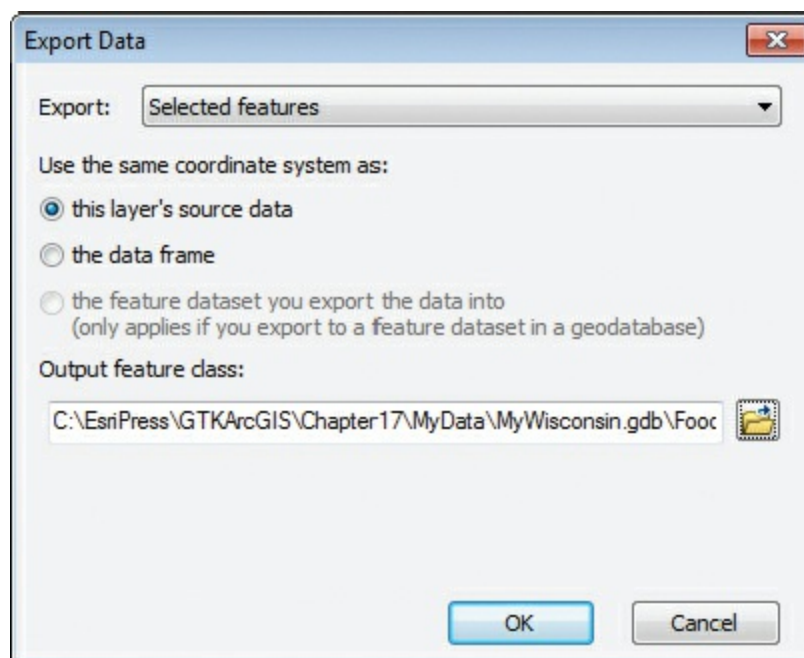 Export Data
Export: Selected features
Use the same coordinate system as:
this layer's source data
the data frame
the feature dataset you export the data into
(only applies if you export to a feature dataset in a geodatabase)
Output feature class:
C:\EsriPress\GTKArcGIS\Chapter17\MyData\MyWisconsin.gdb\Fooc
OK Cancel